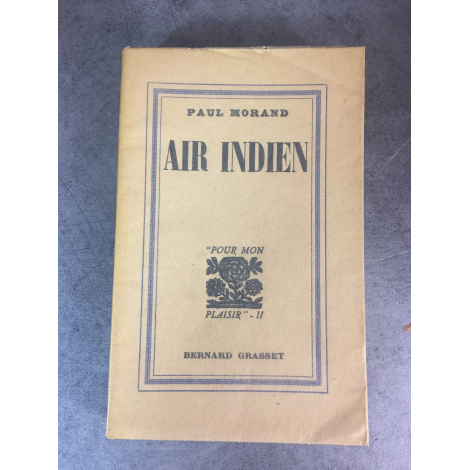 PAUL MORAND
AIR INDIEN
"POUR MON
PLAISIR" - II
BERNARD GRASSET